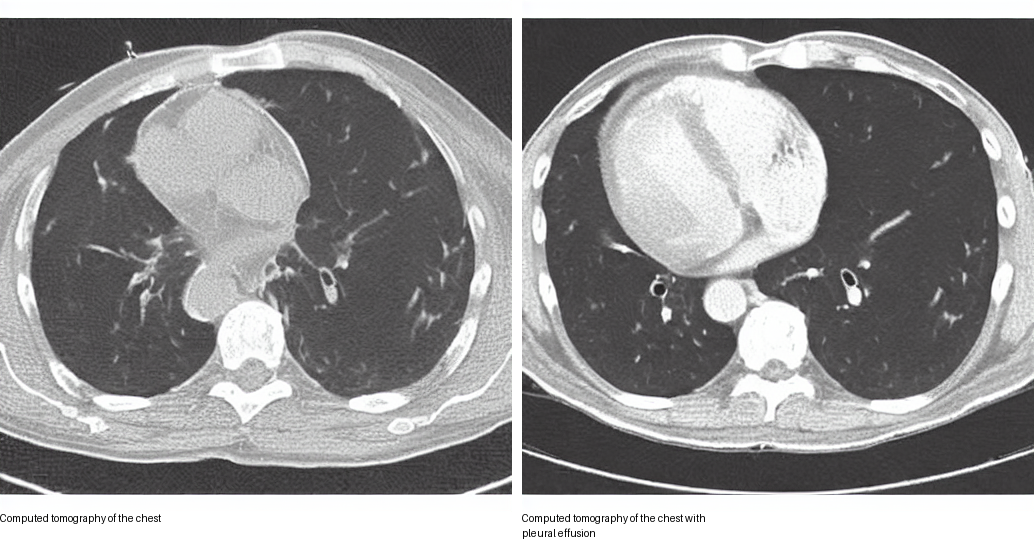 Computed tomography of the chest
Computed tomography of the chest with
pleural effusion